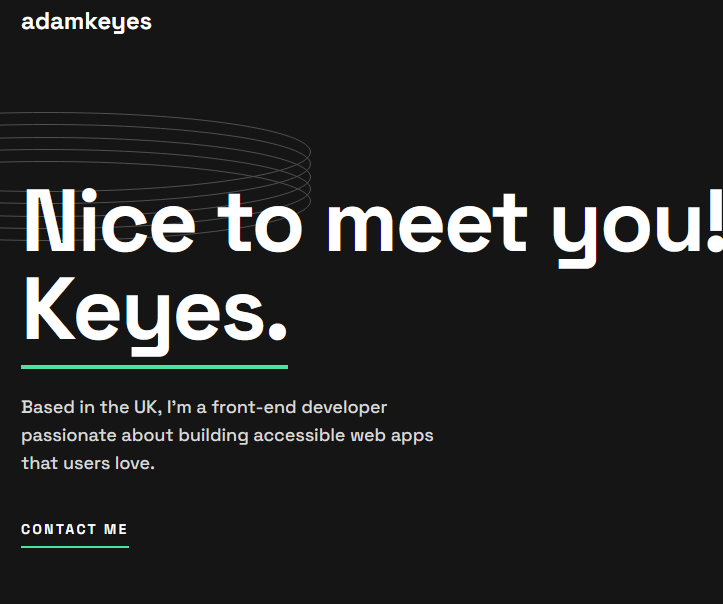 adamkeyes
Nice to meet you!
Keyes.
Based in the UK, I'm a front-end developer
passionate about building accessible web apps
that users love.
CONTACT ME